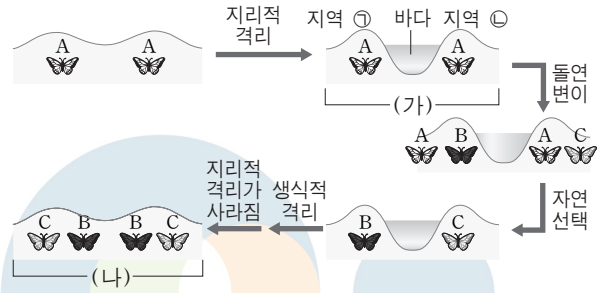 A A
지리적
격리
지역 ㉠ 바다 지역 ㉡
A A
(가)
돌연
변이
A B A C
자연
선택
B C
생식적
격리
지리적
격리가
사라짐
C B B C
(나)